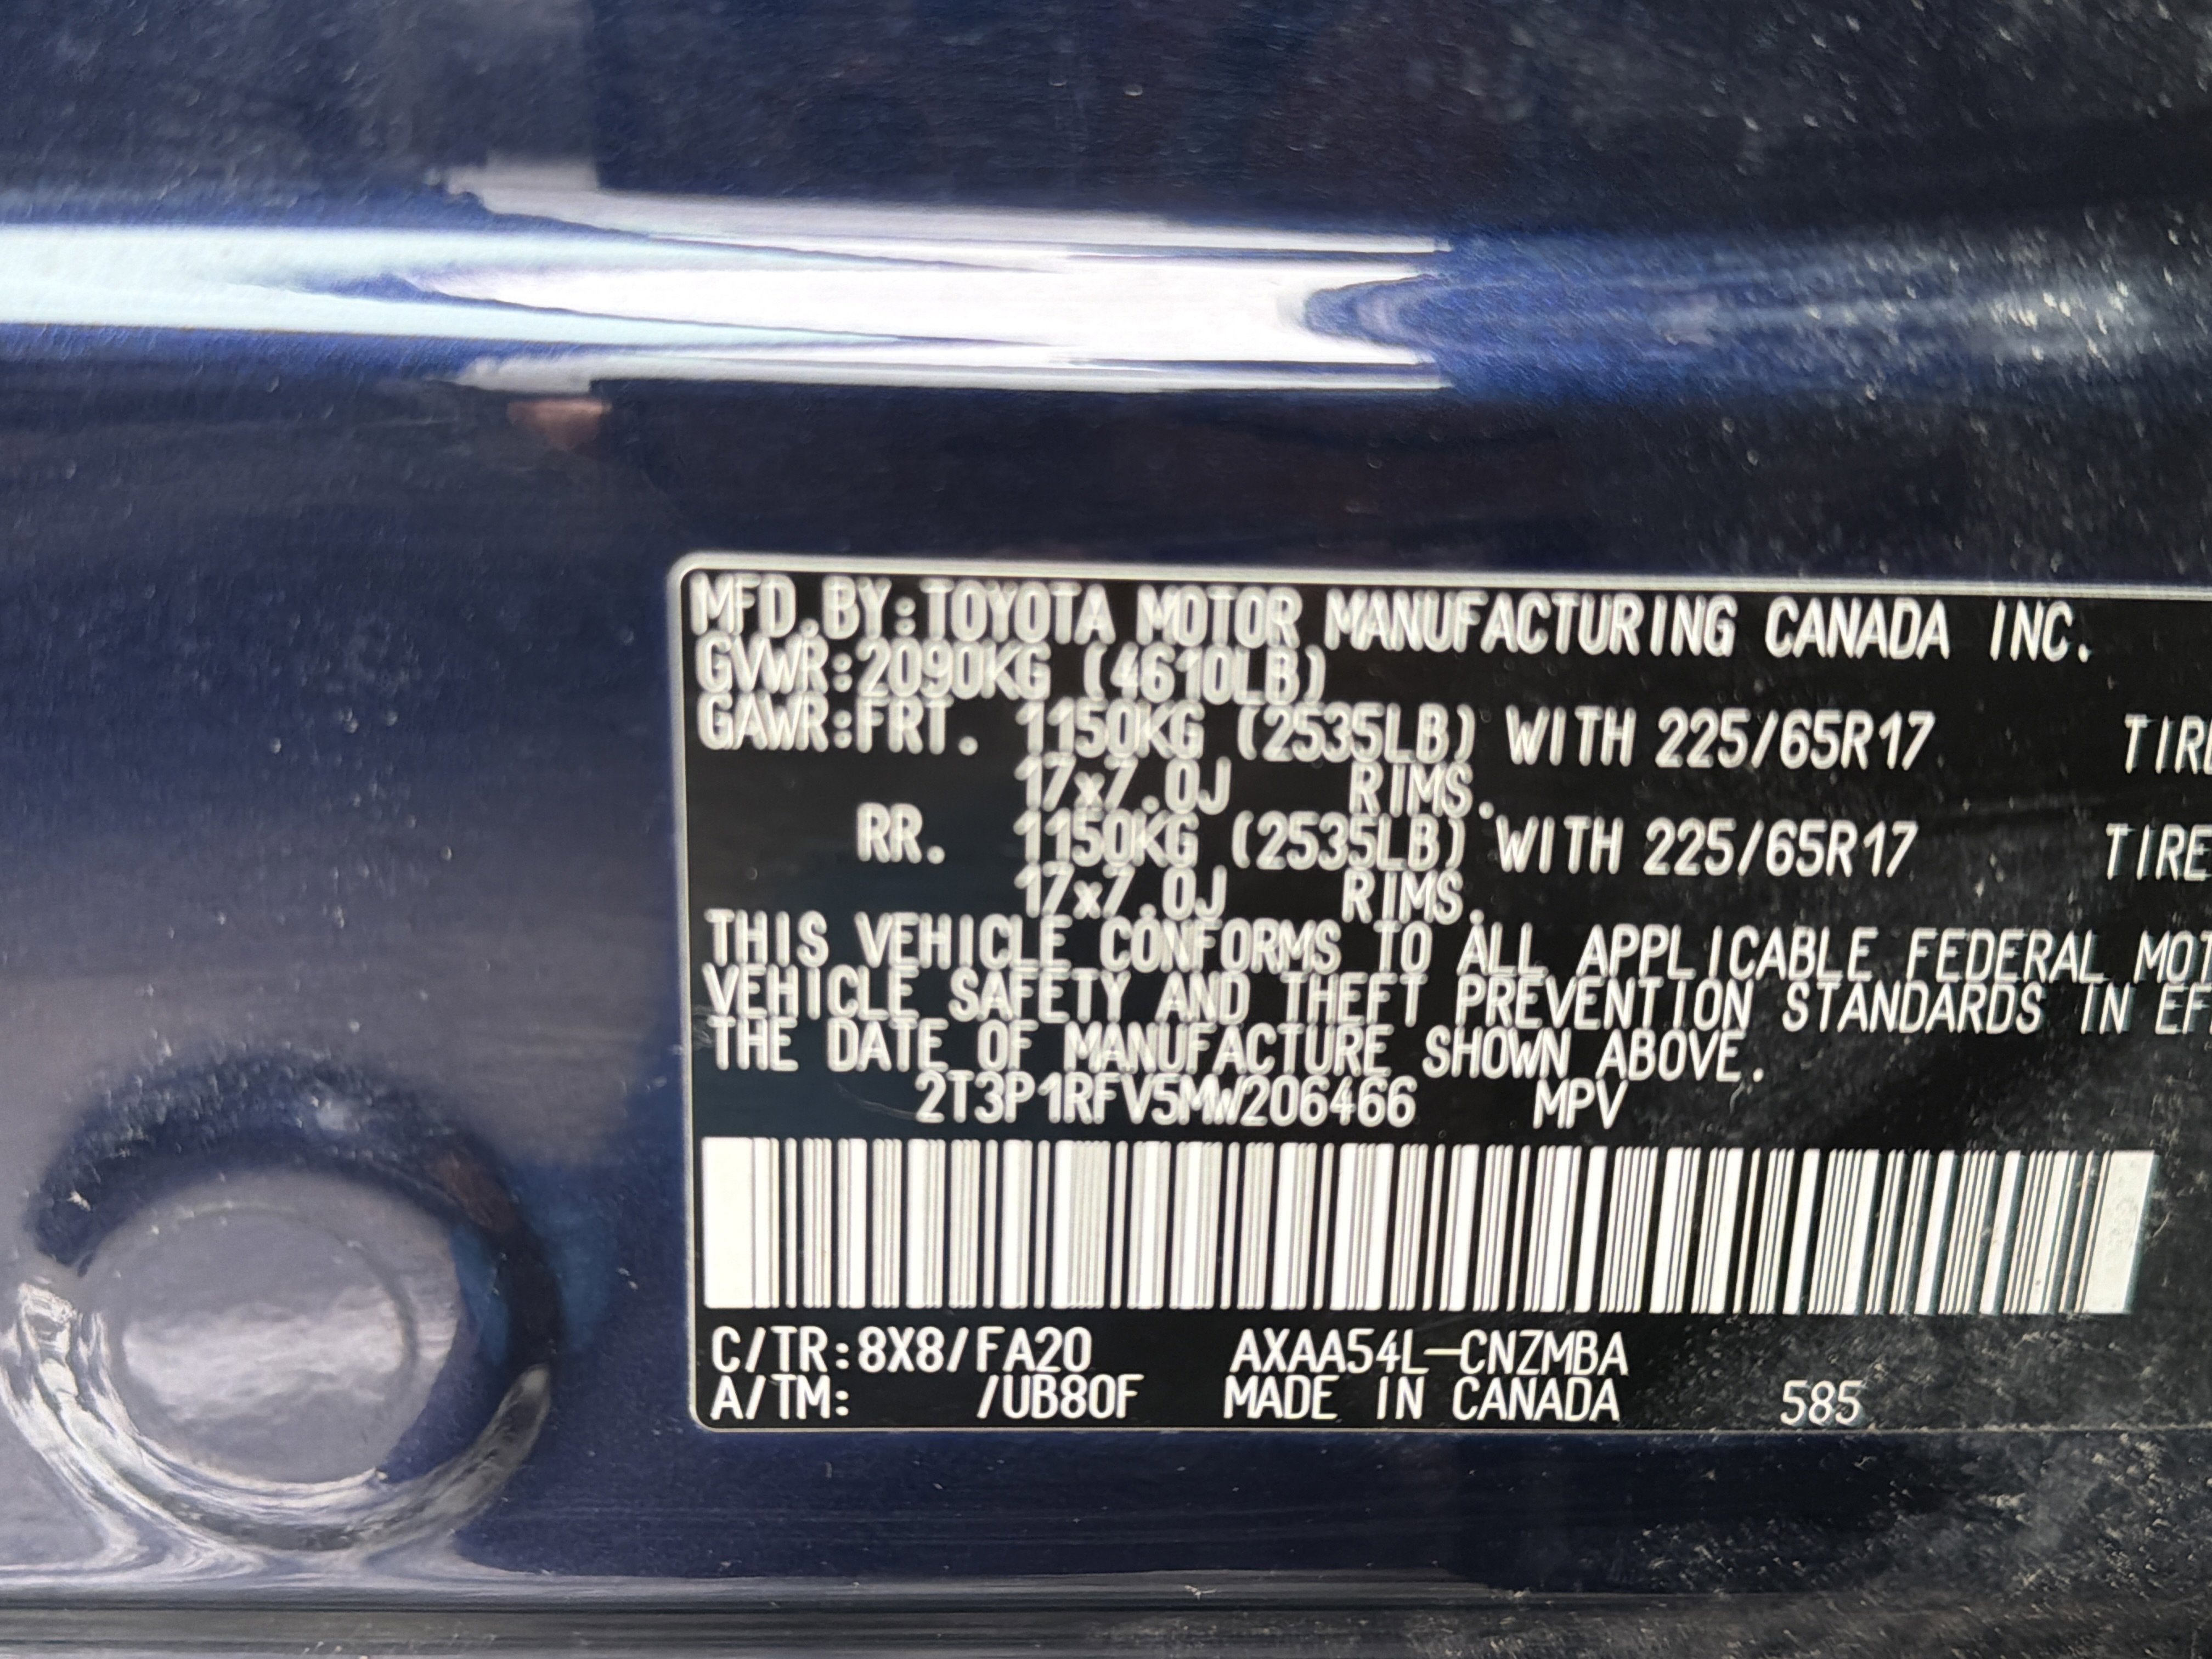 MFD.BY:TOYOTA MOTOR MANUFACTURING CANADA INC.
GVWR:2090KG (4610LB)
GAWR:FRT. 1150KG (2535LB) WITH 225/65R17 TIRE
17x7.0J RIMS.
RR. 1150KG (2535LB) WITH 225/65R17 TIRE
17x7.0J RIMS.
THIS VEHICLE CONFORMS TO ALL APPLICABLE FEDERAL MOT
VEHICLE SAFETY AND THEFT PREVENTION STANDARDS IN EF
THE DATE OF MANUFACTURE SHOWN ABOVE.
2T3P1RFV5MW206466 MPV
C/TR:8X8/FA20 AXAA54L-CNZMBA
A/TM: /UB80F MADE IN CANADA 585